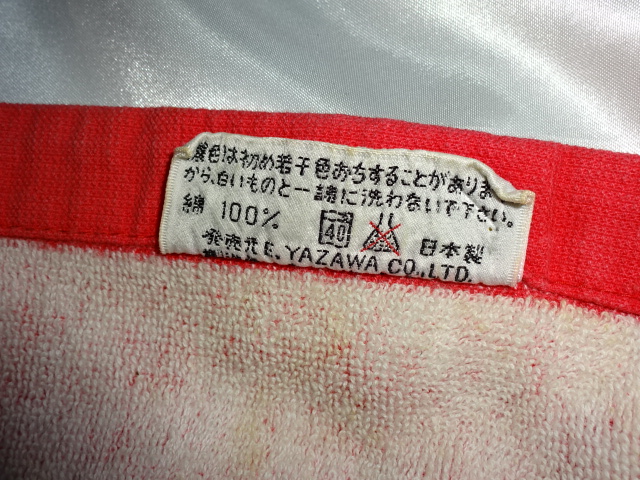 濃色は初め若干色おちすることがありま
から、白いものと一諸に洗わないで下さい。
綿 100% 40 日本製
発売元 E. YAZAWA CO.,LTD.